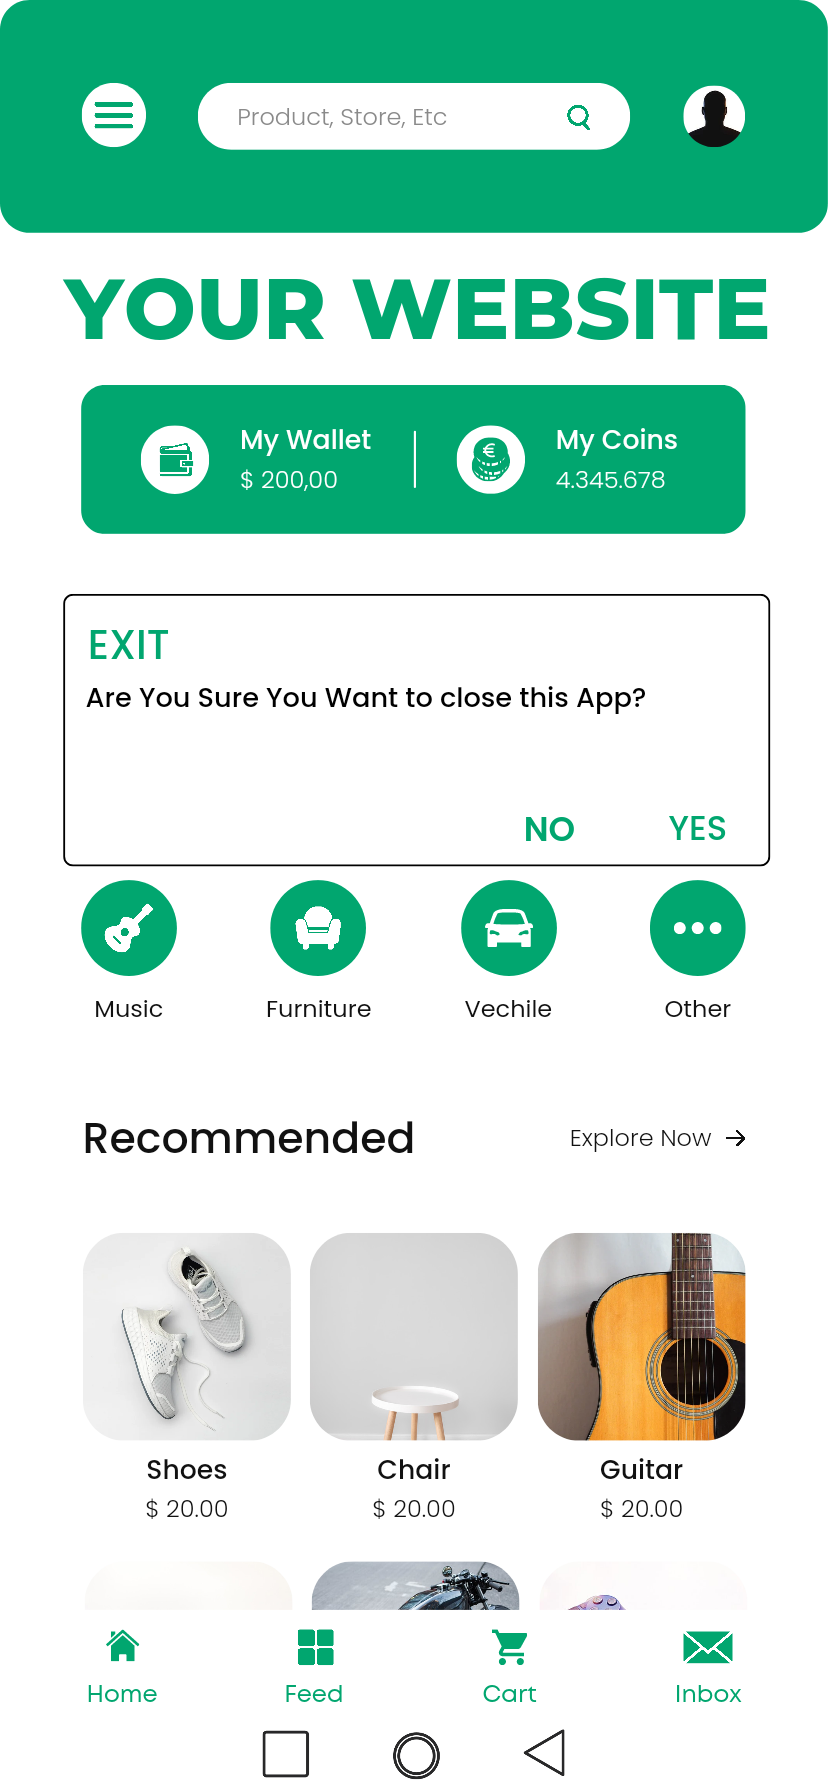 Product, Store, Etc
YOUR WEBSITE
My Wallet
$ 200,00
My Coins
4.345.678
EXIT
Are You Sure You Want to close this App?
NO YES
Music Furniture Vechile Other
Recommended Explore Now
Shoes Chair Guitar
$ 20.00 $ 20.00 $ 20.00
Home Feed Cart Inbox